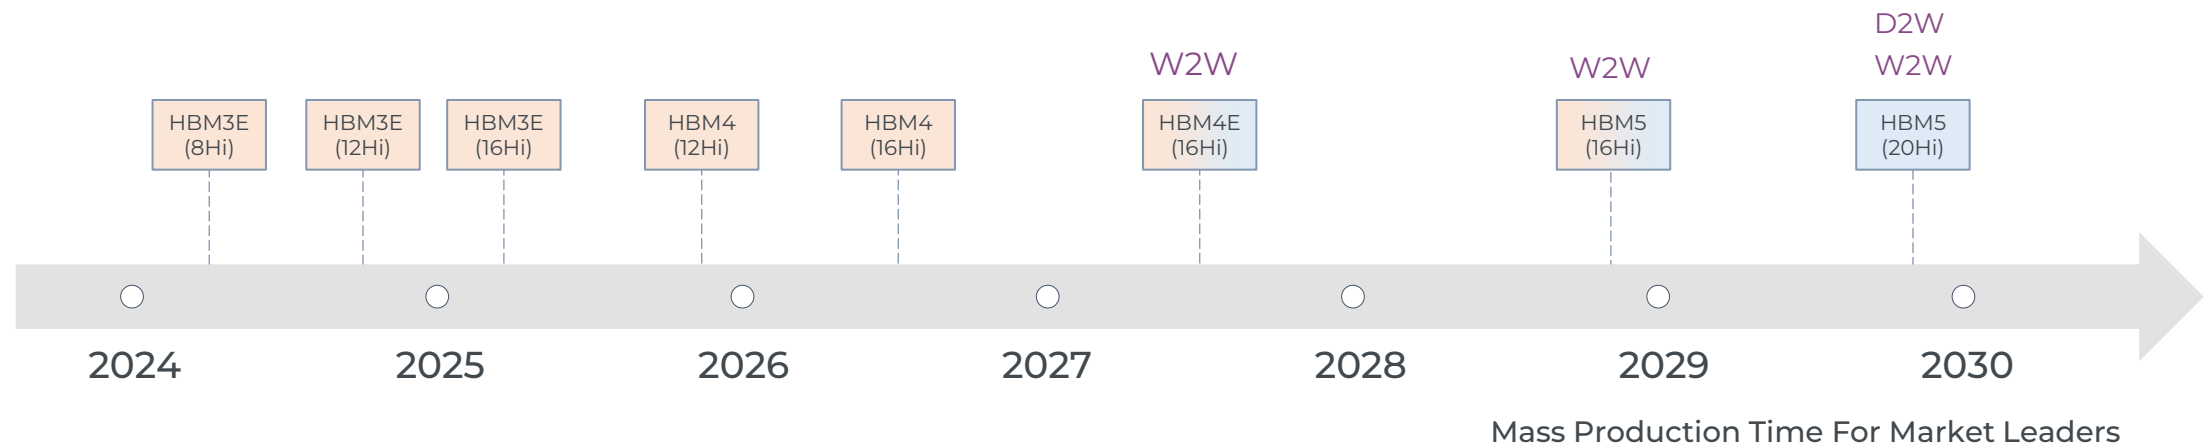 D2W
W2W
W2W
W2W
HBM3E
(8Hi)
HBM3E
(12Hi)
HBM3E
(16Hi)
HBM4
(12Hi)
HBM4
(16Hi)
HBM4E
(16Hi)
HBM5
(16Hi)
HBM5
(20Hi)
2024
2025
2026
2027
2028
2029
2030
Mass Production Time For Market Leaders